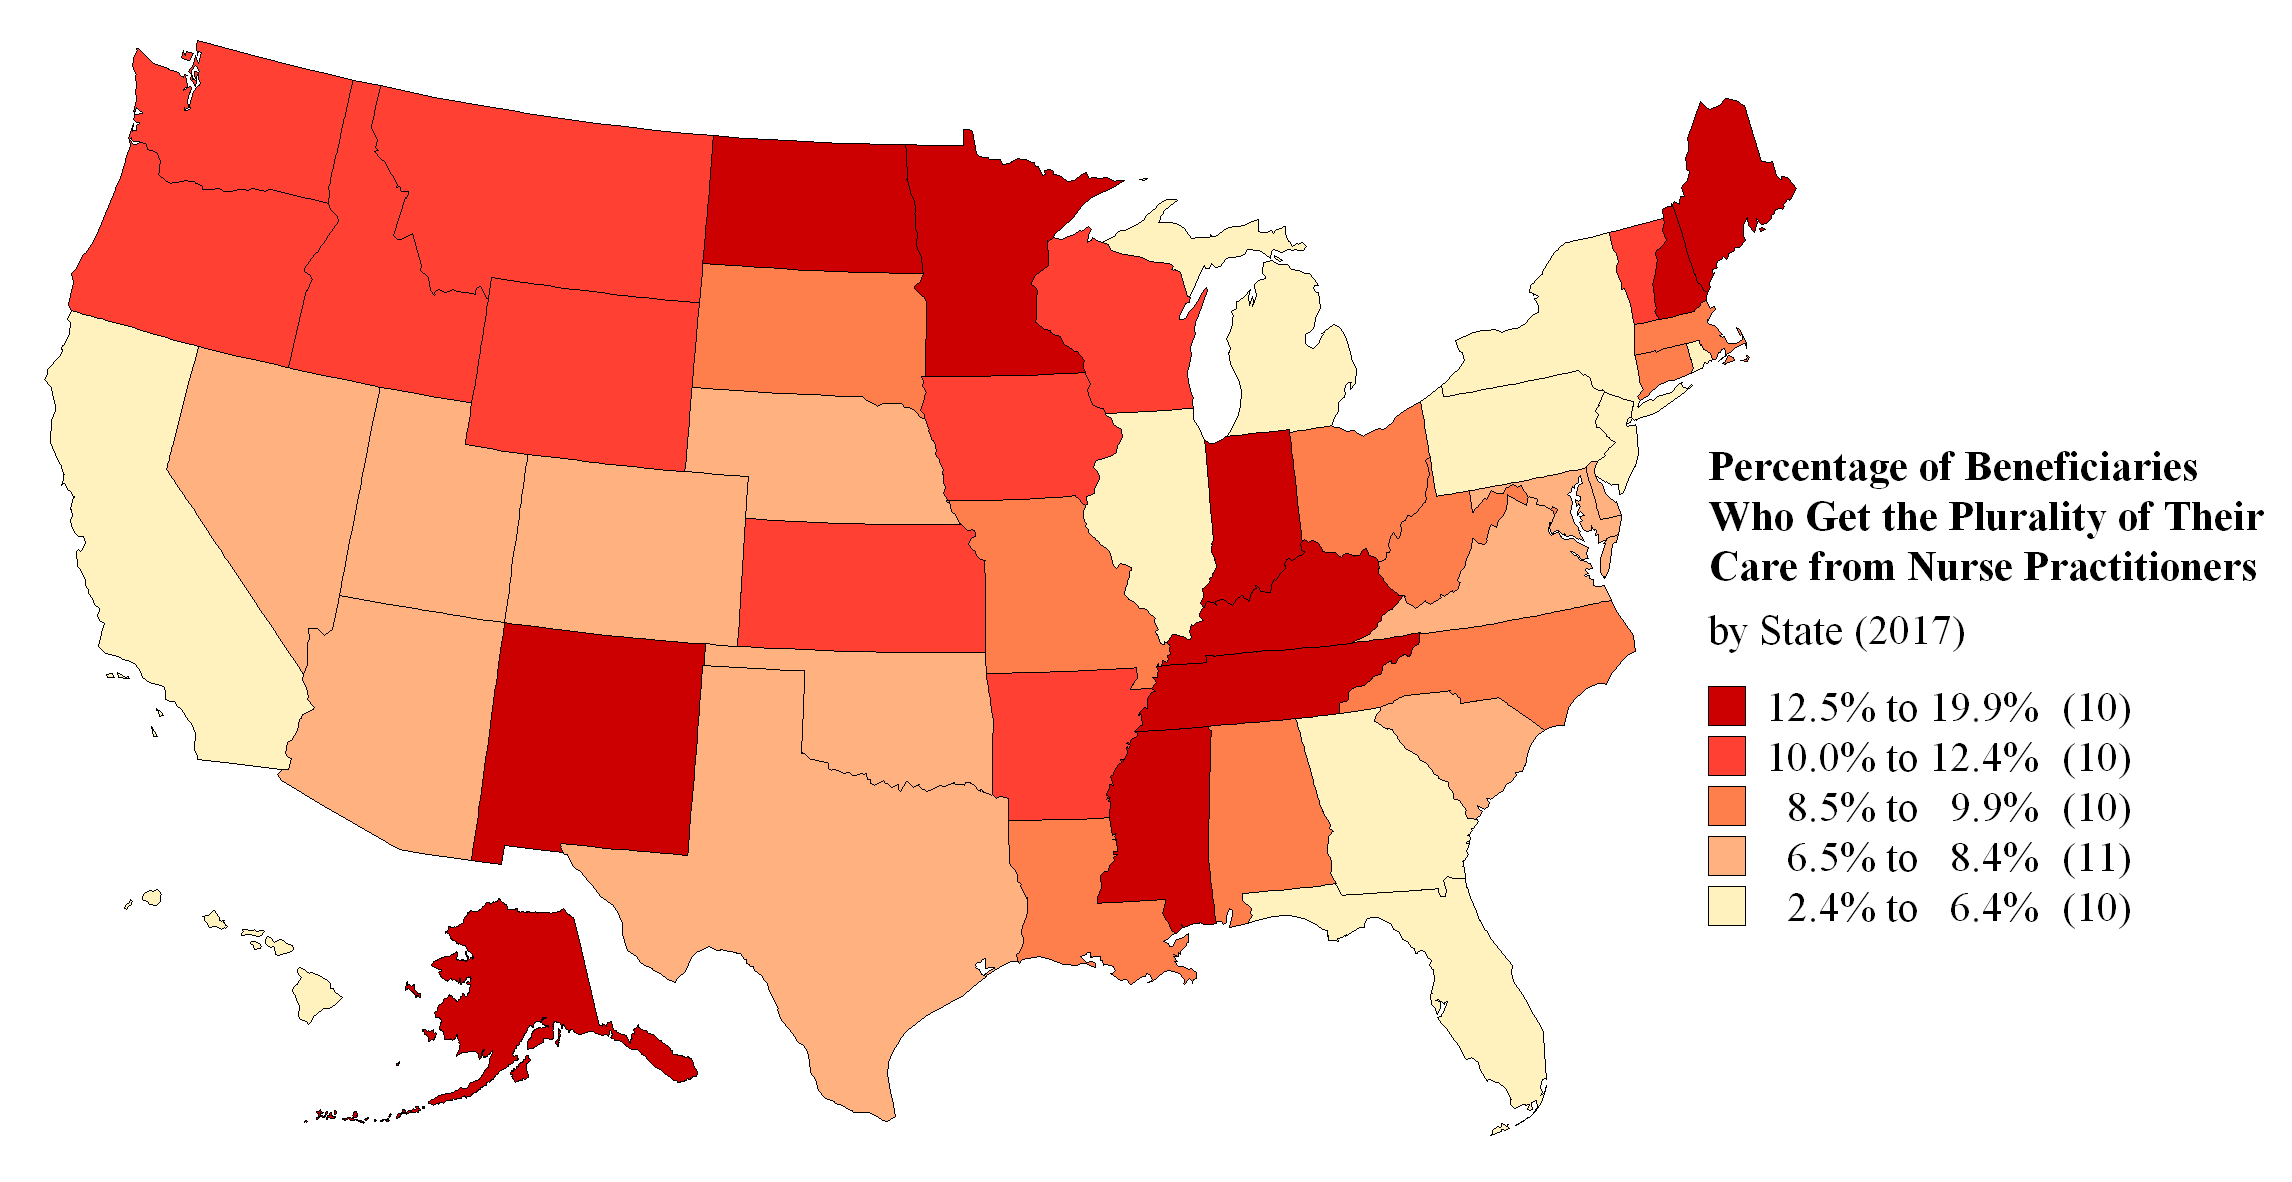 Percentage of Beneficiaries
Who Get the Plurality of Their
Care from Nurse Practitioners
by State (2017)
12.5% to 19.9% (10)
10.0% to 12.4% (10)
8.5% to 9.9% (10)
6.5% to 8.4% (11)
2.4% to 6.4% (10)